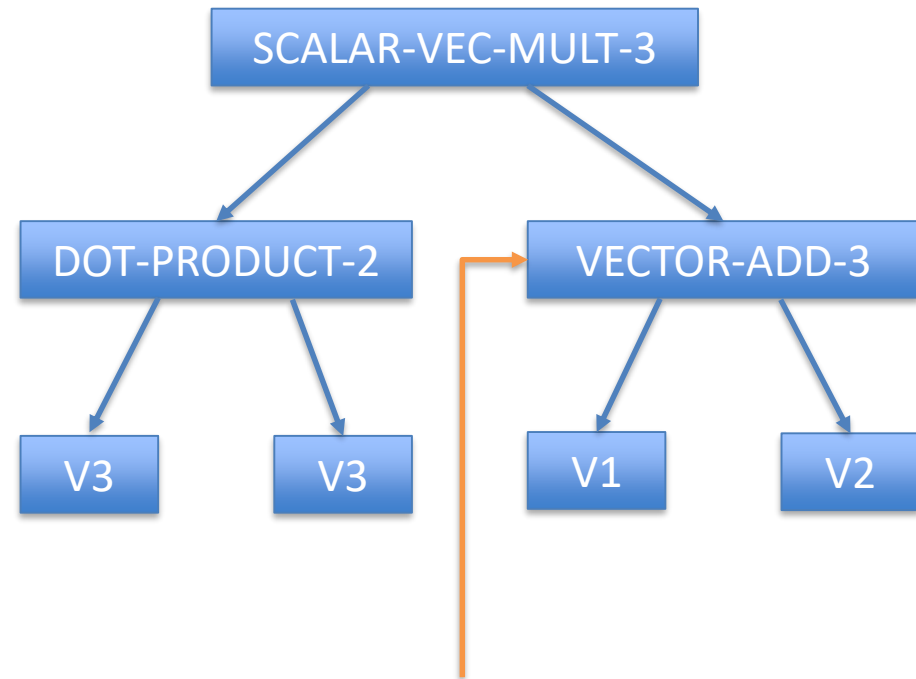 SCALAR-VEC-MULT-3
DOT-PRODUCT-2
VECTOR-ADD-3
V3
V3
V1
V2